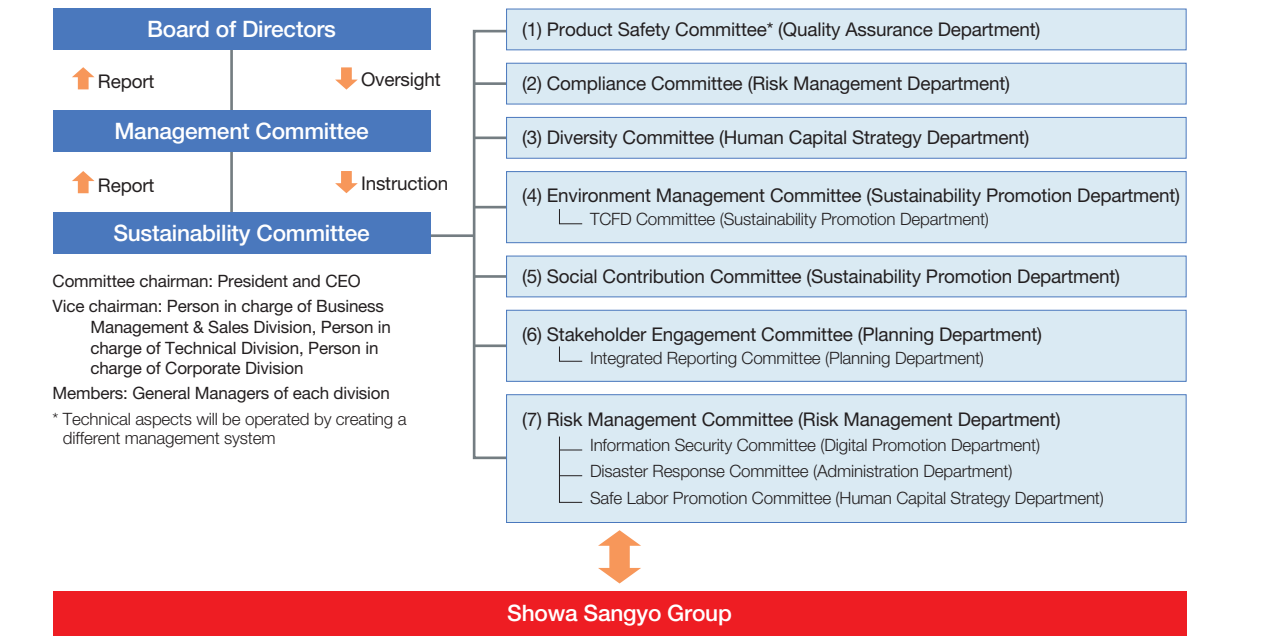 Board of Directors
Report
Oversight
Management Committee
Report
Instruction
Sustainability Committee
Committee chairman: President and CEO
Vice chairman: Person in charge of Business
Management & Sales Division, Person in
charge of Technical Division, Person in
charge of Corporate Division
Members: General Managers of each division
* Technical aspects will be operated by creating a
different management system
(1) Product Safety Committee* (Quality Assurance Department)
(2) Compliance Committee (Risk Management Department)
(3) Diversity Committee (Human Capital Strategy Department)
(4) Environment Management Committee (Sustainability Promotion Department)
TCFD Committee (Sustainability Promotion Department)
(5) Social Contribution Committee (Sustainability Promotion Department)
(6) Stakeholder Engagement Committee (Planning Department)
Integrated Reporting Committee (Planning Department)
(7) Risk Management Committee (Risk Management Department)
Information Security Committee (Digital Promotion Department)
Disaster Response Committee (Administration Department)
Safe Labor Promotion Committee (Human Capital Strategy Department)
Showa Sangyo Group